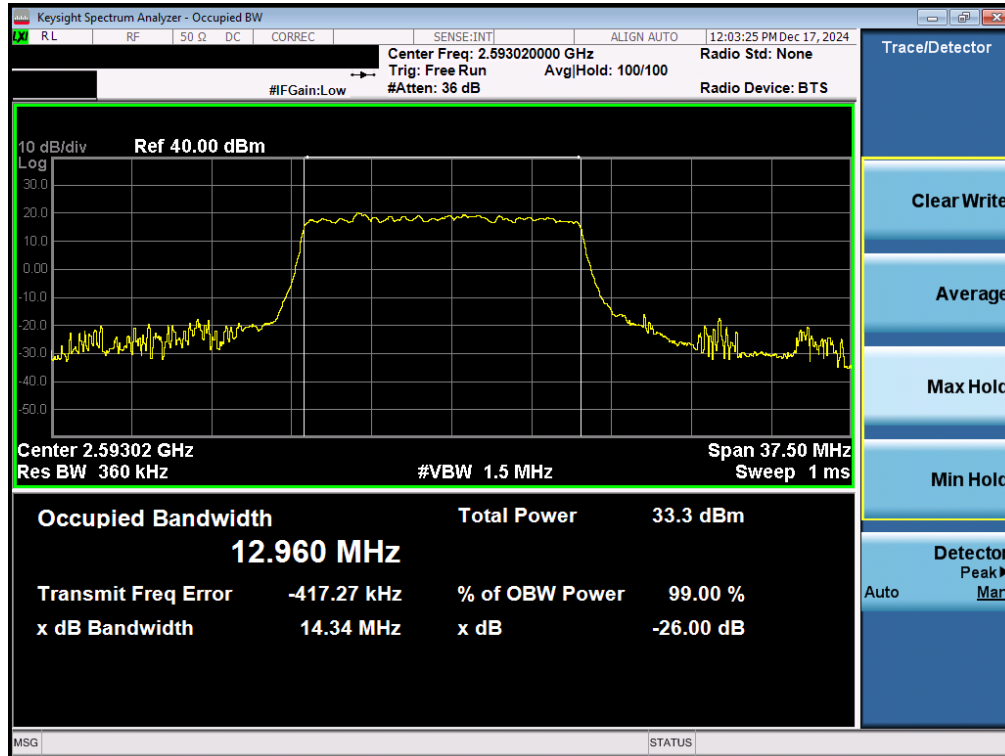 Keysight Spectrum Analyzer - Occupied BW
LXI RL RF 50 Ω DC CORREC SENSE:INT ALIGN AUTO 12:03:25 PM Dec 17, 2024
Center Freq: 2.593020000 GHz Radio Std: None
Trig: Free Run Avg|Hold: 100/100
#IFGain:Low #Atten: 36 dB Radio Device: BTS
Trace/Detector
10 dB/div Ref 40.00 dBm
Log
30.0
20.0
10.0
0.00
-10.0
-20.0
-30.0
-40.0
-50.0
Center 2.59302 GHz Span 37.50 MHz
Res BW 360 kHz #VBW 1.5 MHz Sweep 1 ms
Occupied Bandwidth Total Power 33.3 dBm
12.960 MHz
Transmit Freq Error -417.27 kHz % of OBW Power 99.00 %
x dB Bandwidth 14.34 MHz x dB -26.00 dB
Clear Write
Average
Max Hold
Min Hold
Detector
Peak
Auto Man
MSG STATUS